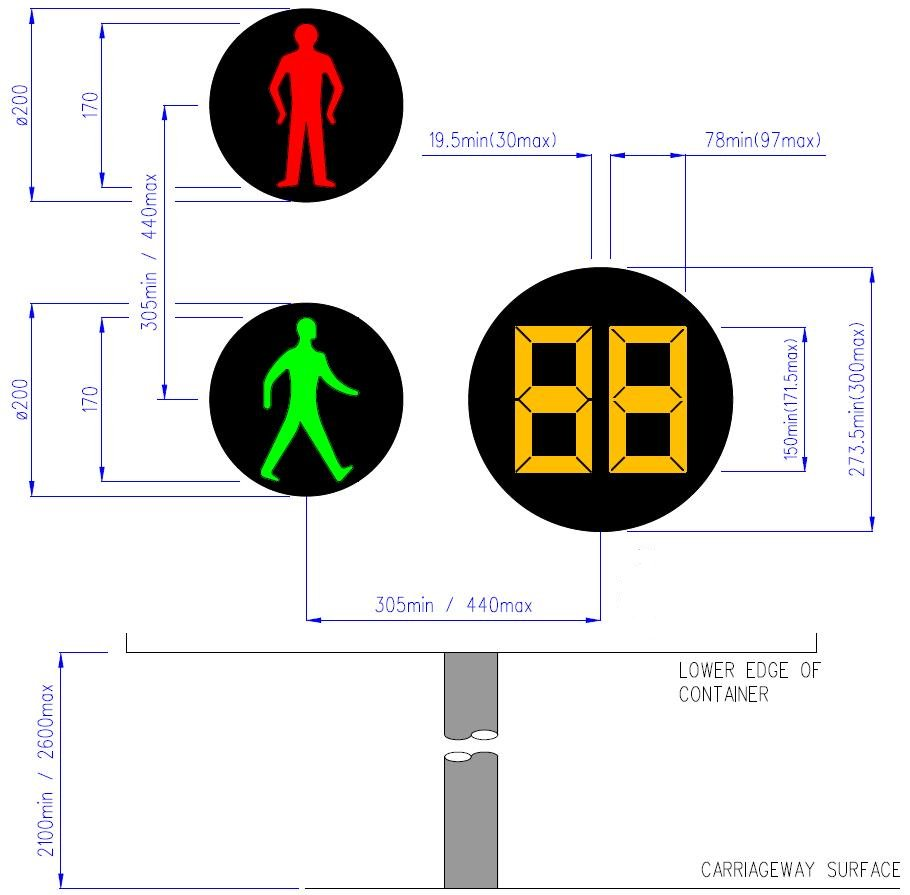 ø200
170
305min / 440max
19.5min(30max)
78min(97max)
ø200
170
88
150min(171.5max)
273.5min(300max)
305min / 440max
LOWER EDGE OF
CONTAINER
2100min / 2600max
CARRIAGEWAY SURFACE